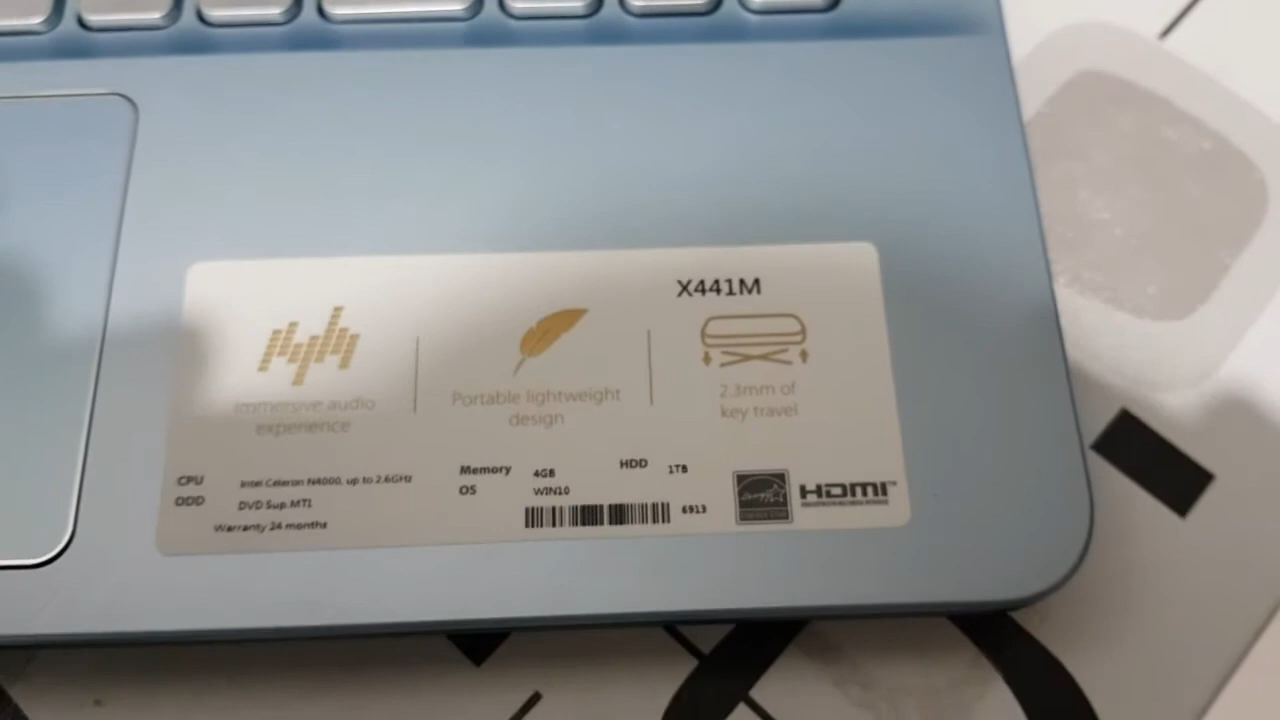 X441M
Immersive audio
experience
Portable lightweight
design
2.3mm of
key travel
CPU Intel Celeron N4000, up to 2.6GHz
ODD DVD Sup.MTI
Warranty 24 months
Memory 4GB HDD 1TB
OS WIN10
6913
HDMI™